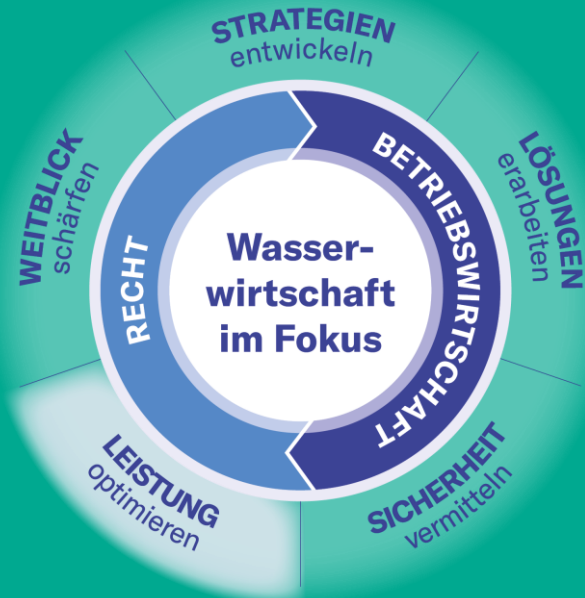 STRATEGIEN
entwickeln
LÖSUNGEN
erarbeiten
SICHERHEIT
vermitteln
LEISTUNG
optimieren
WEITBLICK
schärfen
RECHT
BETRIEBSWIRTSCHAFT
Wasser-
wirtschaft
im Fokus